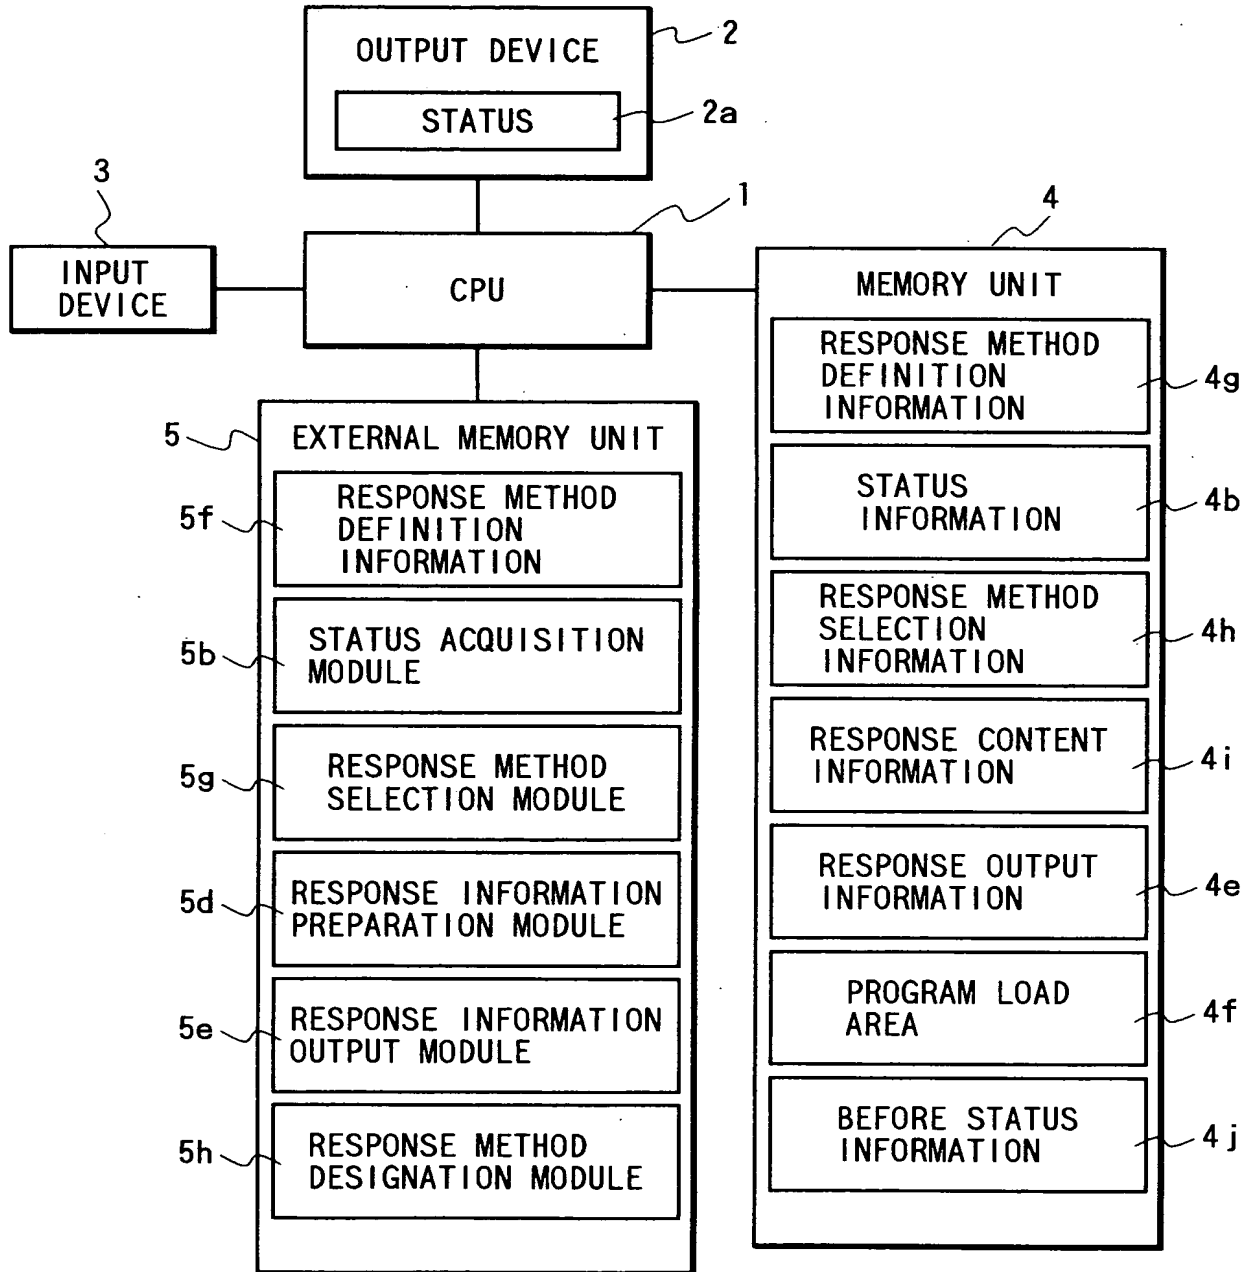 OUTPUT DEVICE
2
STATUS
2a
3
INPUT
DEVICE
1
CPU
4
MEMORY UNIT
RESPONSE METHOD
DEFINITION
INFORMATION
4g
STATUS
INFORMATION
4b
RESPONSE METHOD
SELECTION
INFORMATION
4h
RESPONSE CONTENT
INFORMATION
4i
RESPONSE OUTPUT
INFORMATION
4e
PROGRAM LOAD
AREA
4f
BEFORE STATUS
INFORMATION
4j
5
EXTERNAL MEMORY UNIT
5f
RESPONSE METHOD
DEFINITION
INFORMATION
5b
STATUS ACQUISITION
MODULE
5g
RESPONSE METHOD
SELECTION MODULE
5d
RESPONSE INFORMATION
PREPARATION MODULE
5e
RESPONSE INFORMATION
OUTPUT MODULE
5h
RESPONSE METHOD
DESIGNATION MODULE